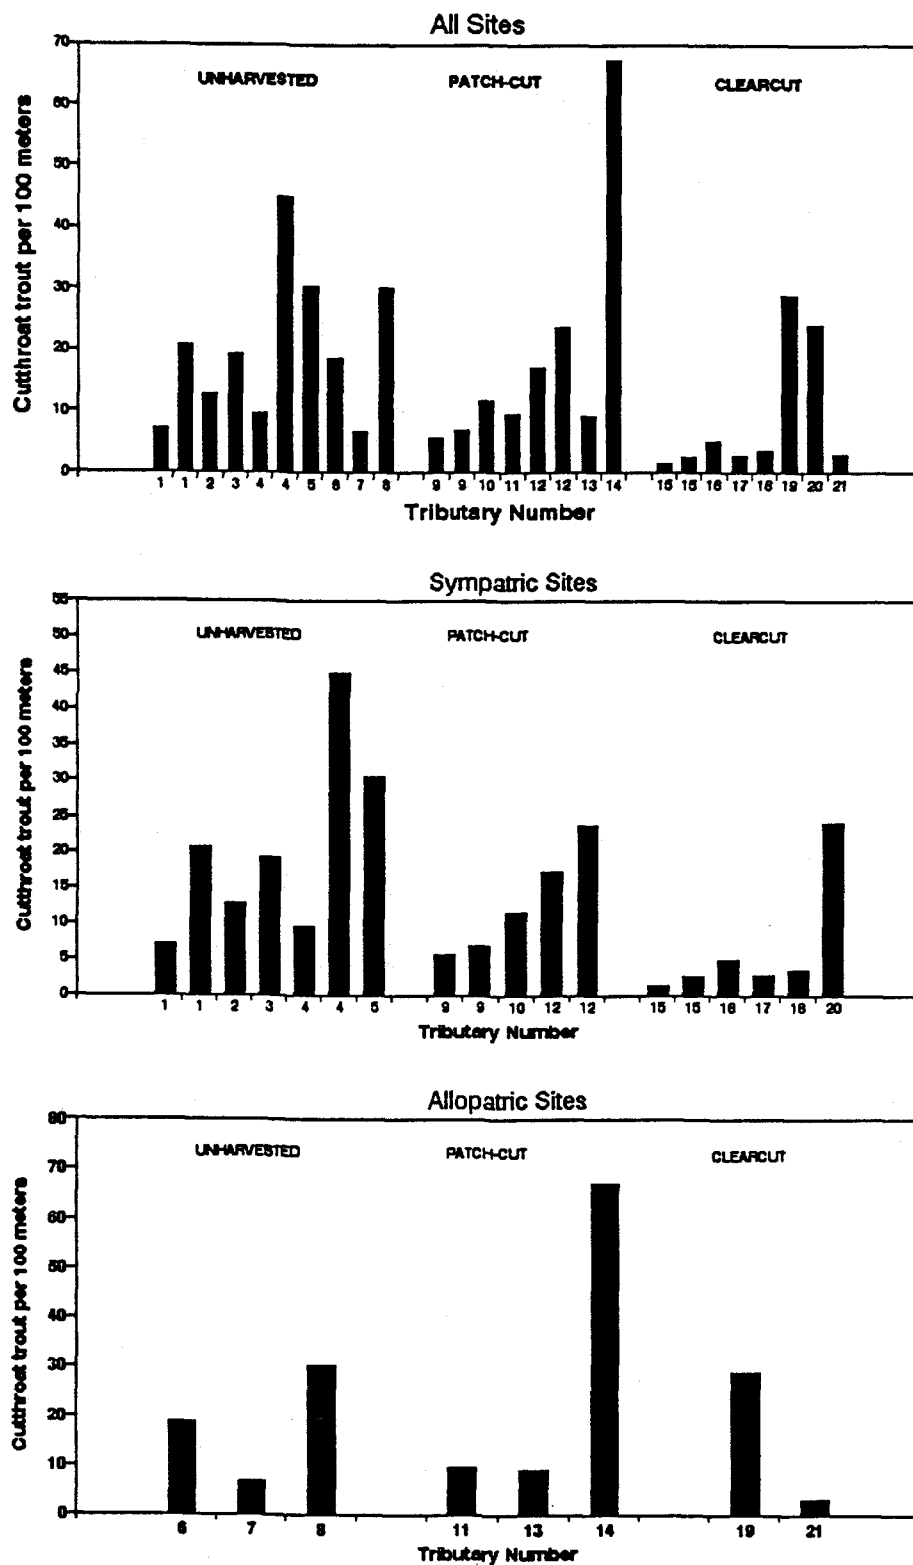 All Sites
Cutthroat trout per 100 meters
70
60
50
40
30
20
10
0
UNHARVESTED PATCH-CUT CLEARCUT
1 1 2 3 4 4 5 6 7 8 9 9 10 11 12 12 13 14 15 15 16 17 18 19 20 21
Tributary Number
Sympatric Sites
Cutthroat trout per 100 meters
55
50
45
40
35
30
25
20
15
10
5
0
UNHARVESTED PATCH-CUT CLEARCUT
1 1 2 3 4 4 5 9 9 10 12 12 15 15 16 17 18 20
Tributary Number
Allopatric Sites
Cutthroat trout per 100 meters
80
70
60
50
40
30
20
10
0
UNHARVESTED PATCH-CUT CLEARCUT
6 7 8 11 13 14 19 21
Tributary Number